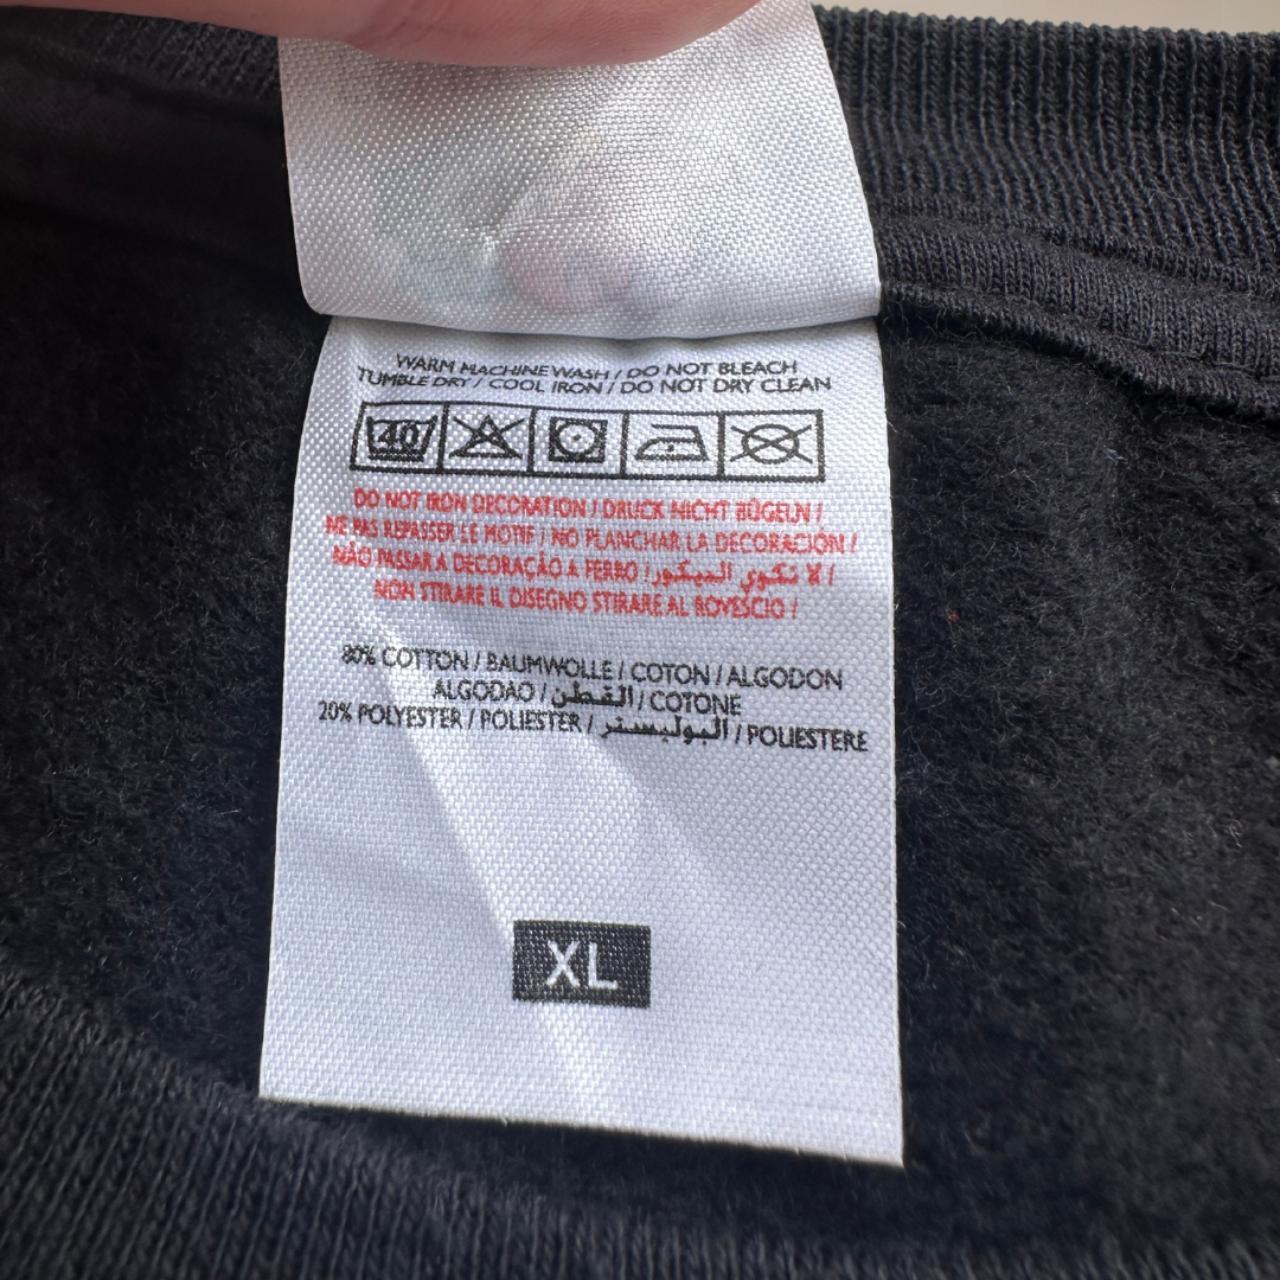 WARM MACHINE WASH / DO NOT BLEACH
TUMBLE DRY / COOL IRON / DO NOT DRY CLEAN
40
DO NOT IRON DECORATION / DRUCK NICHT BÜGELN /
NE PAS REPASSER LE MOTIF / NO PLANCHAR LA DECORACIÓN /
NÃO PASSAR A DECORAÇÃO A FERRO / لا تكوي الديكور /
NON STIRARE IL DISEGNO STIRARE AL ROVESCIO /
80% COTTON / BAUMWOLLE / COTON / ALGODON
ALGODAO / القطن / COTONE
20% POLYESTER / POLIESTER / البوليستر / POLIESTERE
XL